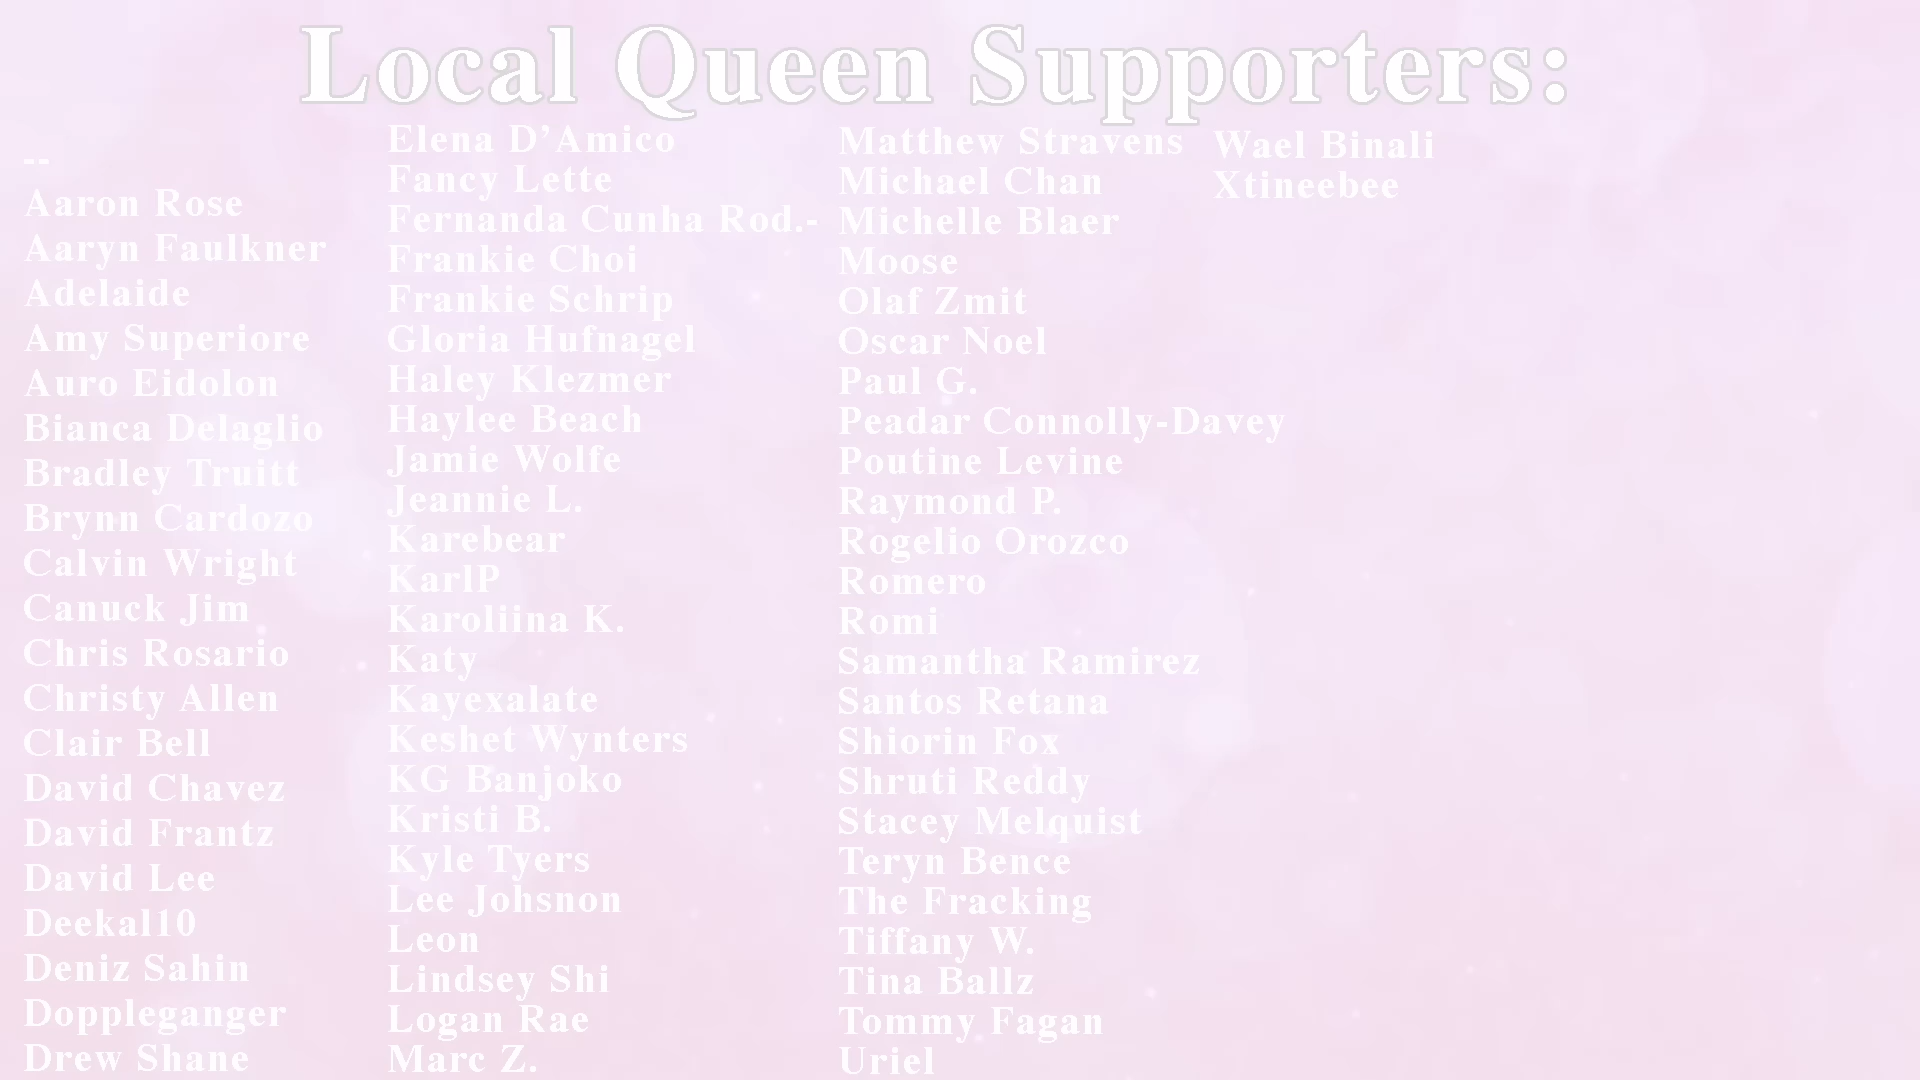 Local Queen Supporters:
--
Aaron Rose
Aaryn Faulkner
Adelaide
Amy Superiore
Auro Eidolon
Bianca Delaglio
Bradley Truitt
Brynn Cardozo
Calvin Wright
Canuck Jim
Chris Rosario
Christy Allen
Clair Bell
David Chavez
David Frantz
David Lee
Deekal10
Deniz Sahin
Doppleganger
Drew Shane
Elena D’Amico
Fancy Lette
Fernanda Cunha Rod.-
Frankie Choi
Frankie Schrip
Gloria Hufnagel
Haley Klezmer
Haylee Beach
Jamie Wolfe
Jeannie L.
Karebear
KarlP
Karoliina K.
Katy
Kayexalate
Keshet Wynters
KG Banjoko
Kristi B.
Kyle Tyers
Lee Johsnon
Leon
Lindsey Shi
Logan Rae
Marc Z.
Matthew Stravens
Michael Chan
Michelle Blaer
Moose
Olaf Zmit
Oscar Noel
Paul G.
Peadar Connolly-Davey
Poutine Levine
Raymond P.
Rogelio Orozco
Romero
Romi
Samantha Ramirez
Santos Retana
Shiorin Fox
Shruti Reddy
Stacey Melquist
Teryn Bence
The Fracking
Tiffany W.
Tina Ballz
Tommy Fagan
Uriel
Wael Binali
Xtineebee